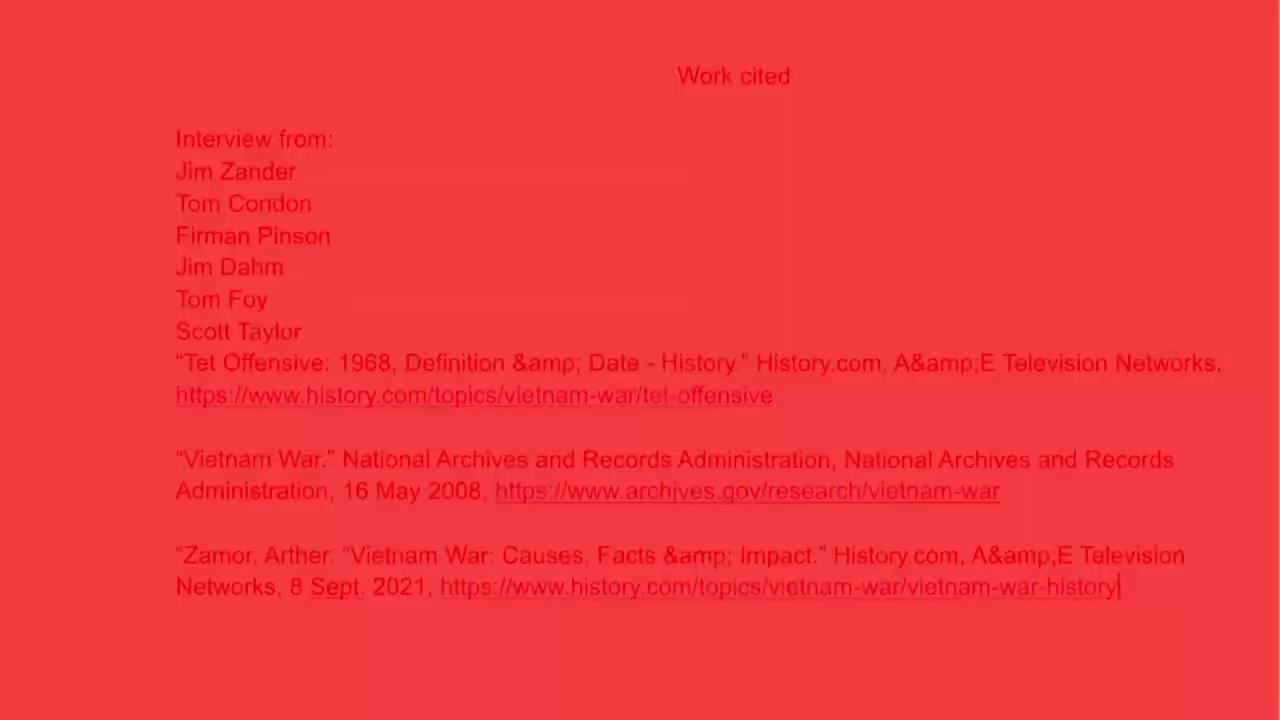 Work cited
Interview from:
Jim Zander
Tom Condon
Firman Pinson
Jim Dahm
Tom Foy
Scott Taylor
“Tet Offensive: 1968, Definition &amp; Date - History.” History.com, A&amp;E Television Networks,
https://www.history.com/topics/vietnam-war/tet-offensive
“Vietnam War.” National Archives and Records Administration, National Archives and Records
Administration, 16 May 2008, https://www.archives.gov/research/vietnam-war
“Zamor, Arther. “Vietnam War: Causes, Facts &amp; Impact.” History.com, A&amp;E Television
Networks, 8 Sept. 2021, https://www.history.com/topics/vietnam-war/vietnam-war-history